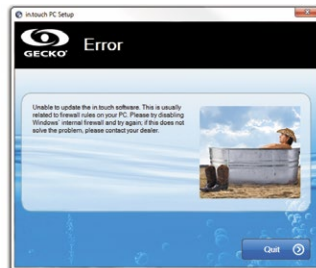 in.touch PC Setup
GECKO
Error
Unable to update the in.touch software. This is usually
related to firewall rules on your PC. Please try disabling
Windows' internal firewall and try again; if this does not
solve the problem, please contact your dealer.
Quit